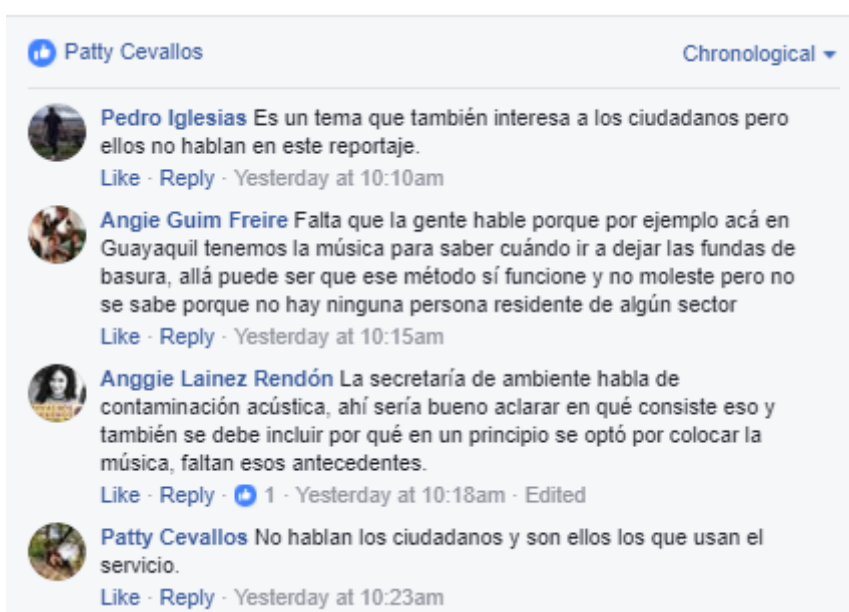 Patty Cevallos
Chronological
Pedro Iglesias Es un tema que también interesa a los ciudadanos pero
ellos no hablan en este reportaje.
Like · Reply · Yesterday at 10:10am
Angie Guim Freire Falta que la gente hable porque por ejemplo acá en
Guayaquil tenemos la música para saber cuándo ir a dejar las fundas de
basura, allá puede ser que ese método sí funcione y no moleste pero no
se sabe porque no hay ninguna persona residente de algún sector
Like · Reply · Yesterday at 10:15am
Anggie Lainez Rendón La secretaría de ambiente habla de
contaminación acústica, ahí sería bueno aclarar en qué consiste eso y
también se debe incluir por qué en un principio se optó por colocar la
música, faltan esos antecedentes.
Like · Reply · 1 · Yesterday at 10:18am · Edited
Patty Cevallos No hablan los ciudadanos y son ellos los que usan el
servicio.
Like · Reply · Yesterday at 10:23am